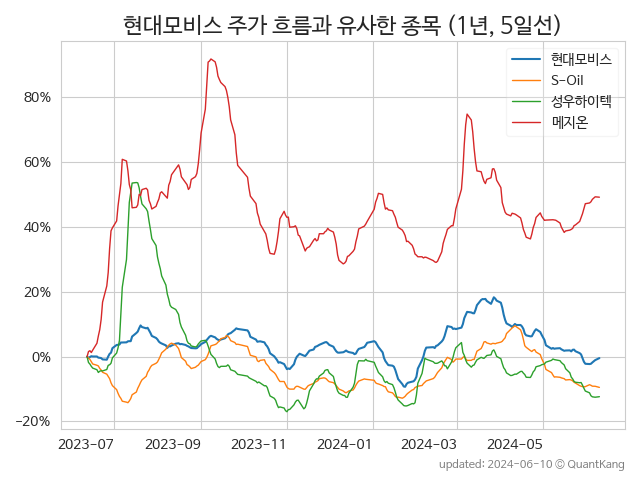 현대모비스 주가 흐름과 유사한 종목 (1년, 5일선)
현대모비스
S-Oil
성우하이텍
메지온
80%
60%
40%
20%
0%
−20%
2023-07
2023-09
2023-11
2024-01
2024-03
2024-05
updated: 2024-06-10 © QuantKang